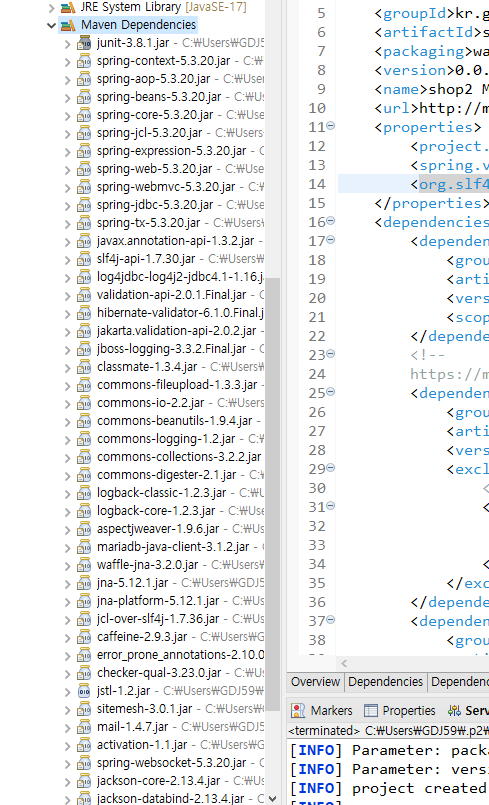 JRE System Library [JavaSE-17]
Maven Dependencies
junit-3.8.1.jar - C:₩Users₩GDJ5
spring-context-5.3.20.jar - C:₩
spring-aop-5.3.20.jar - C:₩Use
spring-beans-5.3.20.jar - C:₩U
spring-core-5.3.20.jar - C:₩Use
spring-jcl-5.3.20.jar - C:₩Users
spring-expression-5.3.20.jar - C
spring-web-5.3.20.jar - C:₩Use
spring-webmvc-5.3.20.jar - C:₩
spring-jdbc-5.3.20.jar - C:₩Use
spring-tx-5.3.20.jar - C:₩Users
javax.annotation-api-1.3.2.jar -
slf4j-api-1.7.30.jar - C:₩Users₩
log4jdbc-log4j2-jdbc4.1-1.16.j
validation-api-2.0.1.Final.jar - C
hibernate-validator-6.1.0.Final.j
jakarta.validation-api-2.0.2.jar -
jboss-logging-3.3.2.Final.jar - C
classmate-1.3.4.jar - C:₩Users₩
commons-fileupload-1.3.3.jar -
commons-io-2.2.jar - C:₩Users
commons-beanutils-1.9.4.jar - C
commons-logging-1.2.jar - C:₩
commons-collections-3.2.2.jar -
commons-digester-2.1.jar - C:₩
logback-classic-1.2.3.jar - C:₩U
logback-core-1.2.3.jar - C:₩Us
aspectjweaver-1.9.6.jar - C:₩Us
mariadb-java-client-3.1.2.jar - C
waffle-jna-3.2.0.jar - C:₩Users₩
jna-5.12.1.jar - C:₩Users₩GDJ5
jna-platform-5.12.1.jar - C:₩Us
jcl-over-slf4j-1.7.36.jar - C:₩Us
caffeine-2.9.3.jar - C:₩Users₩G
error_prone_annotations-2.10.0
checker-qual-3.23.0.jar - C:₩Us
jstl-1.2.jar - C:₩Users₩GDJ59₩
sitemesh-3.0.1.jar - C:₩Users₩
mail-1.4.7.jar - C:₩Users₩GDJ5
activation-1.1.jar - C:₩Users₩G
spring-websocket-5.3.20.jar - C
jackson-core-2.13.4.jar - C:₩Us
jackson-databind-2.13.4.jar - C
5 <groupId>kr.g
6 <artifactId>s
7 <packaging>wa
8 <version>0.0.
9 <name>shop2 M
10 <url>http://m
11 <properties>
12 <project.
13 <spring.v
14 <org.slf4
15 </properties>
16 <dependencies
17 <dependen
18 <grou
19 <arti
20 <vers
21 <scop
22 </depende
23 <!--
24 https://m
25 <dependen
26 <grou
27 <arti
28 <vers
29 <excl
30 <
31 <
32
33
34 <
35 </exc
36 </depende
37 <dependen
38 <grou
Overview Dependencies Dependenc
Markers Properties Serv
<terminated> C:₩Users₩GDJ59₩.p2₩
[INFO] Parameter: packa
[INFO] Parameter: versi
[INFO] project created